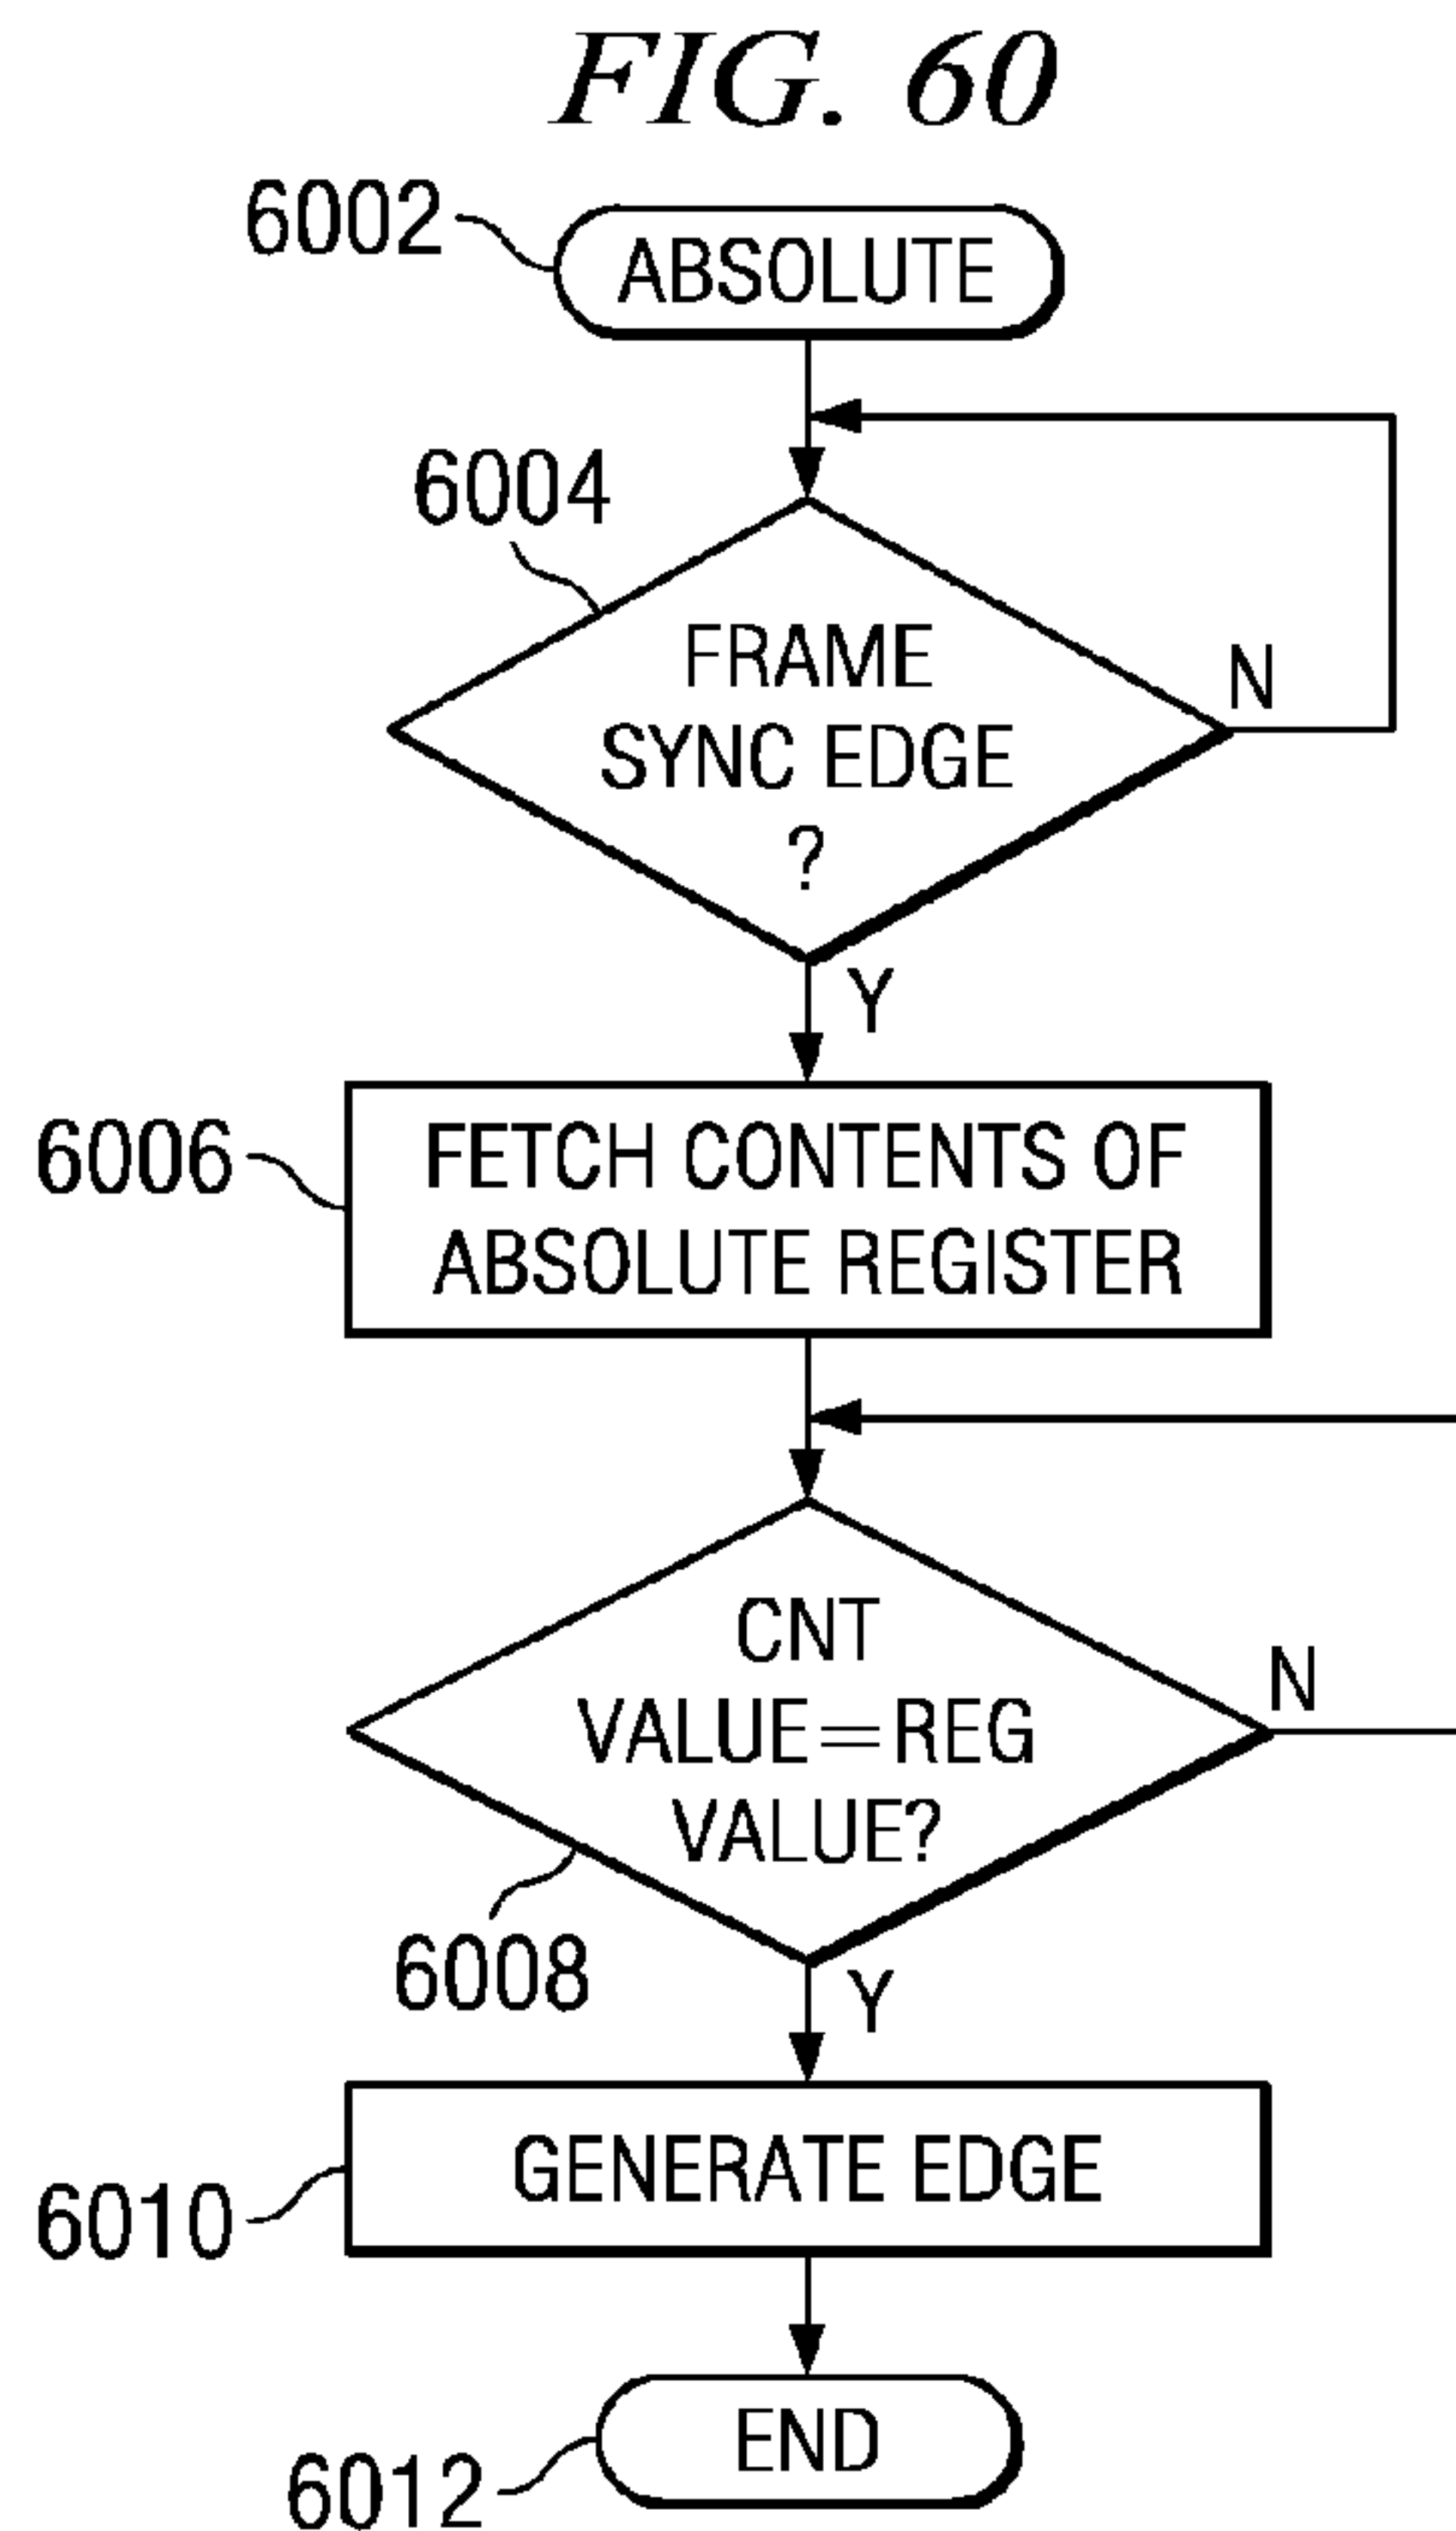 FIG. 60
6002
ABSOLUTE
6004
FRAME
SYNC EDGE
?
N
Y
6006
FETCH CONTENTS OF
ABSOLUTE REGISTER
CNT
VALUE=REG
VALUE?
N
6008
Y
GENERATE EDGE
6010
END
6012